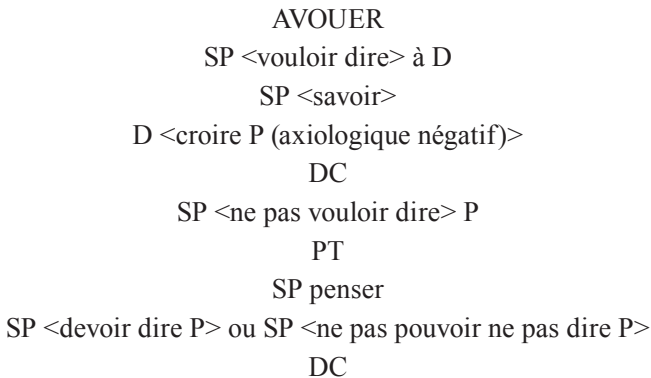 AVOUER
SP <vouloir dire> à D
SP <savoir>
D <croire P (axiologique négatif)>
DC
SP <ne pas vouloir dire> P
PT
SP penser
SP <devoir dire P> ou SP <ne pas pouvoir ne pas dire P>
DC